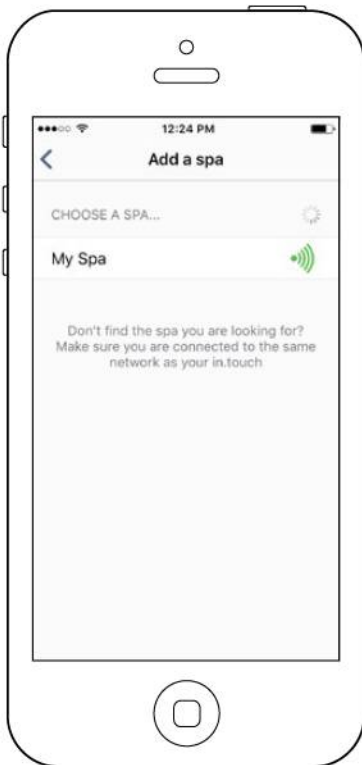 12:24 PM
Add a spa
CHOOSE A SPA...
My Spa
Don't find the spa you are looking for?
Make sure you are connected to the same
network as your in.touch